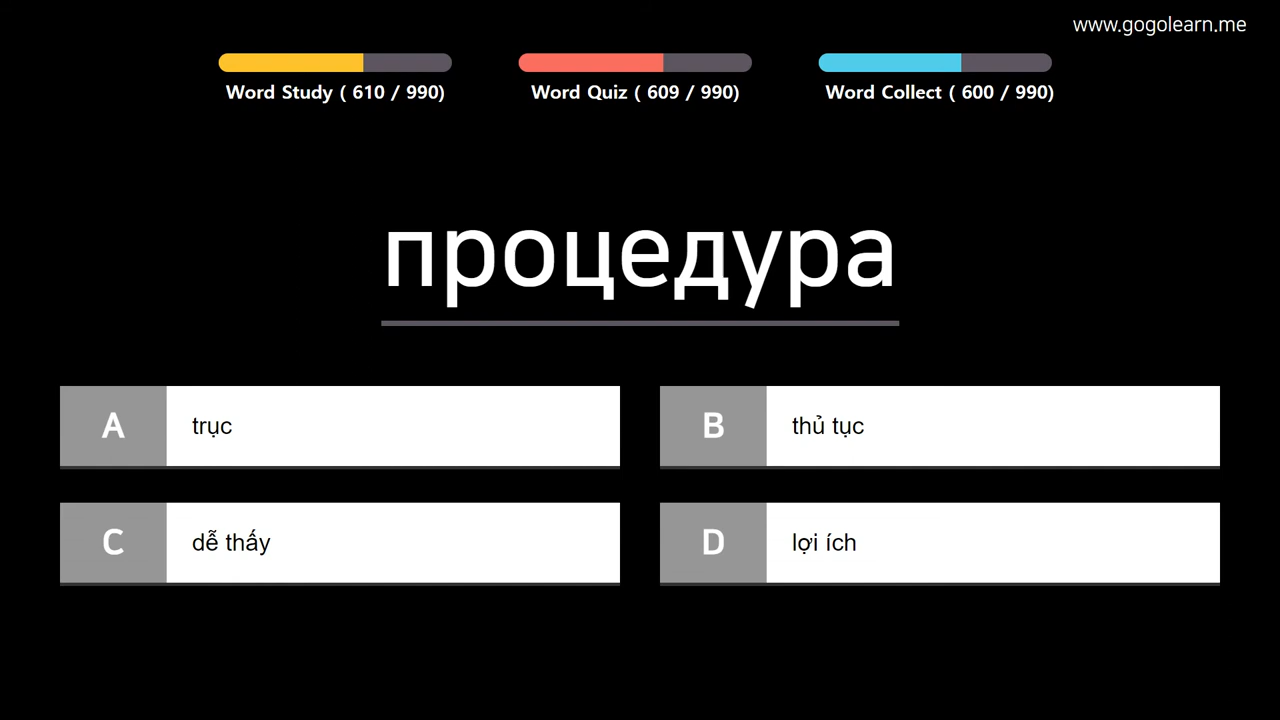 www.gogolearn.me
Word Study ( 610 / 990)
Word Quiz ( 609 / 990)
Word Collect ( 600 / 990)
процедура
A trục
B thủ tục
C dễ thấy
D lợi ích